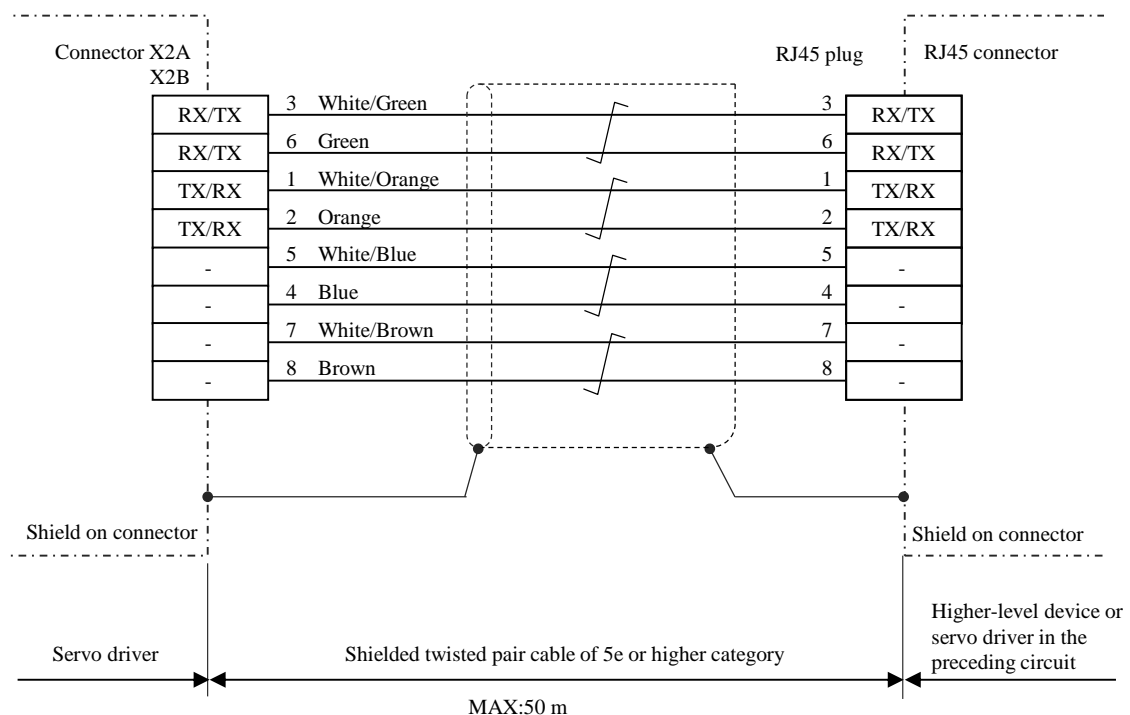 Connector X2A
X2B
RJ45 plug
RJ45 connector
RX/TX 3 White/Green 3 RX/TX
RX/TX 6 Green 6 RX/TX
TX/RX 1 White/Orange 1 TX/RX
TX/RX 2 Orange 2 TX/RX
- 5 White/Blue 5 -
- 4 Blue 4 -
- 7 White/Brown 7 -
- 8 Brown 8 -
Shield on connector
Shield on connector
Servo driver
Shielded twisted pair cable of 5e or higher category
MAX:50 m
Higher-level device or
servo driver in the
preceding circuit